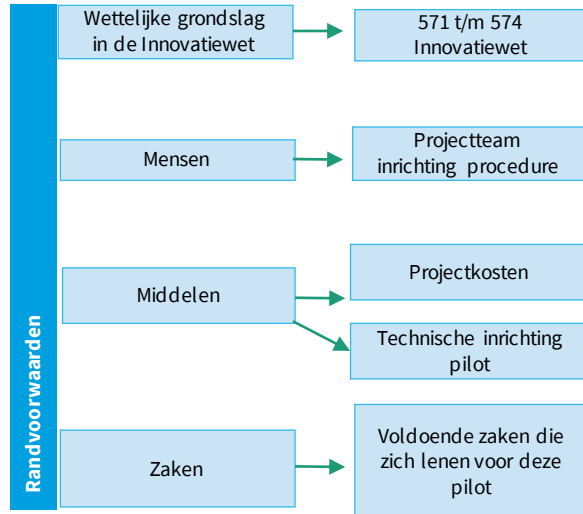 Randvoorwaarden
Wettelijke grondslag
in de Innovatiewet
571 t/m 574
Innovatiewet
Mensen
Projectteam
inrichting procedure
Middelen
Projectkosten
Technische inrichting
pilot
Zaken
Voldoende zaken die
zich lenen voor deze
pilot